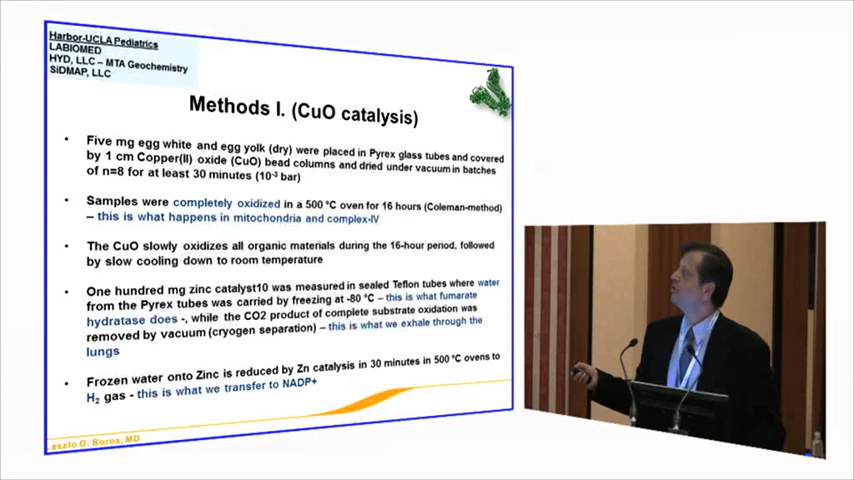 Harbor-UCLA Pediatrics
LABIOMED
HYD, LLC – MTA Geochemistry
SiDMAP, LLC
Methods I. (CuO catalysis)
• Five mg egg white and egg yolk (dry) were placed in Pyrex glass tubes and covered
by 1 cm Copper(II) oxide (CuO) bead columns and dried under vacuum in batches
of n=8 for at least 30 minutes (10⁻³ bar)
• Samples were completely oxidized in a 500 °C oven for 16 hours (Coleman-method)
– this is what happens in mitochondria and complex-IV
• The CuO slowly oxidizes all organic materials during the 16-hour period, followed
by slow cooling down to room temperature
• One hundred mg zinc catalyst10 was measured in sealed Teflon tubes where water
from the Pyrex tubes was carried by freezing at -80 °C – this is what fumarate
hydratase does -, while the CO2 product of complete substrate oxidation was
removed by vacuum (cryogen separation) – this is what we exhale through the
lungs
• Frozen water onto Zinc is reduced by Zn catalysis in 30 minutes in 500 °C ovens to
H₂ gas - this is what we transfer to NADP+
László G. Boros, MD